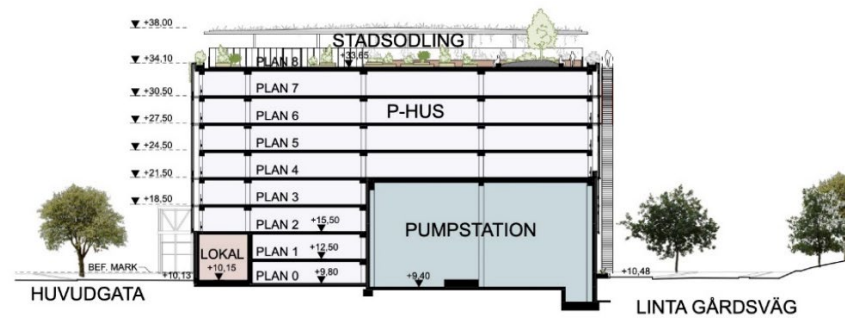 +38.00
STADSODLING
+34.10
PLAN 8
+33,65
PLAN 7
+30.50
PLAN 6
P-HUS
+27.50
PLAN 5
+24.50
PLAN 4
+21.50
PLAN 3
+18.50
PLAN 2
+15,50
PUMPSTATION
LOKAL
+10,15
PLAN 1
+12,50
BEF. MARK
+10,13
PLAN 0
+9,80
+9,40
+10,48
HUVUDGATA
LINTA GÅRDSVÄG